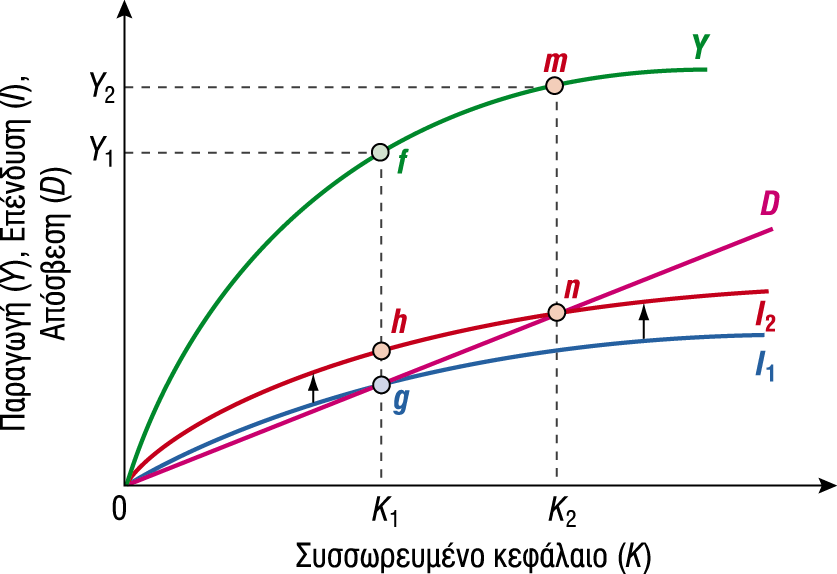 Παραγωγή (Y), Επένδυση (I),
Απόσβεση (D)
Y
m
Y2
Y1
f
D
n
h
I2
I1
g
0
K1
K2
Συσσωρευμένο κεφάλαιο (K)